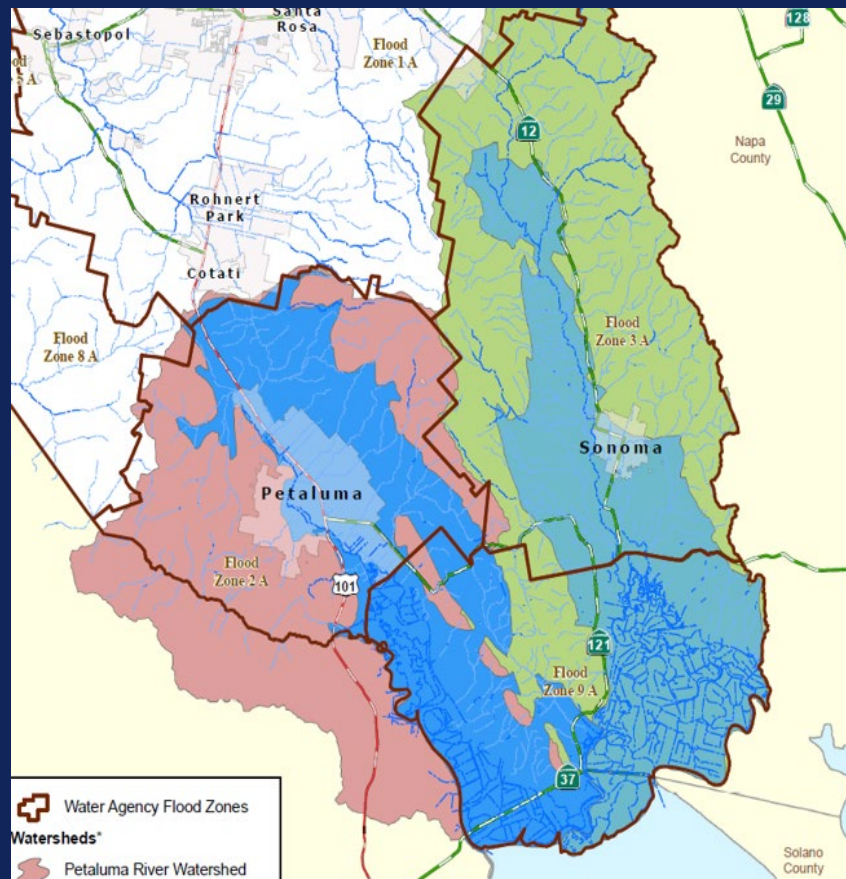 Santa
Rosa
Sebastopol
128
Flood
Zone 1 A
29
12
Napa
County
Rohnert
Park
Cotati
Flood
Zone 8 A
Flood
Zone 3 A
Sonoma
Petaluma
Flood
Zone 2 A
101
121
Flood
Zone 9 A
37
Water Agency Flood Zones
Watersheds*
Petaluma River Watershed
Solano
County